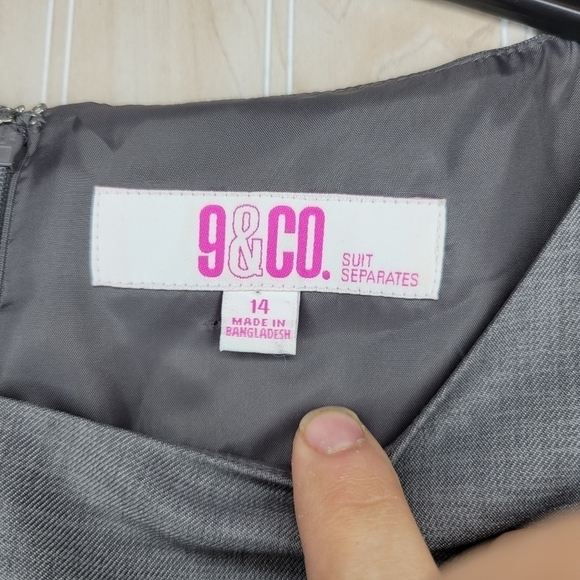 9&CO. SUIT
SEPARATES
14
MADE IN
BANGLADESH